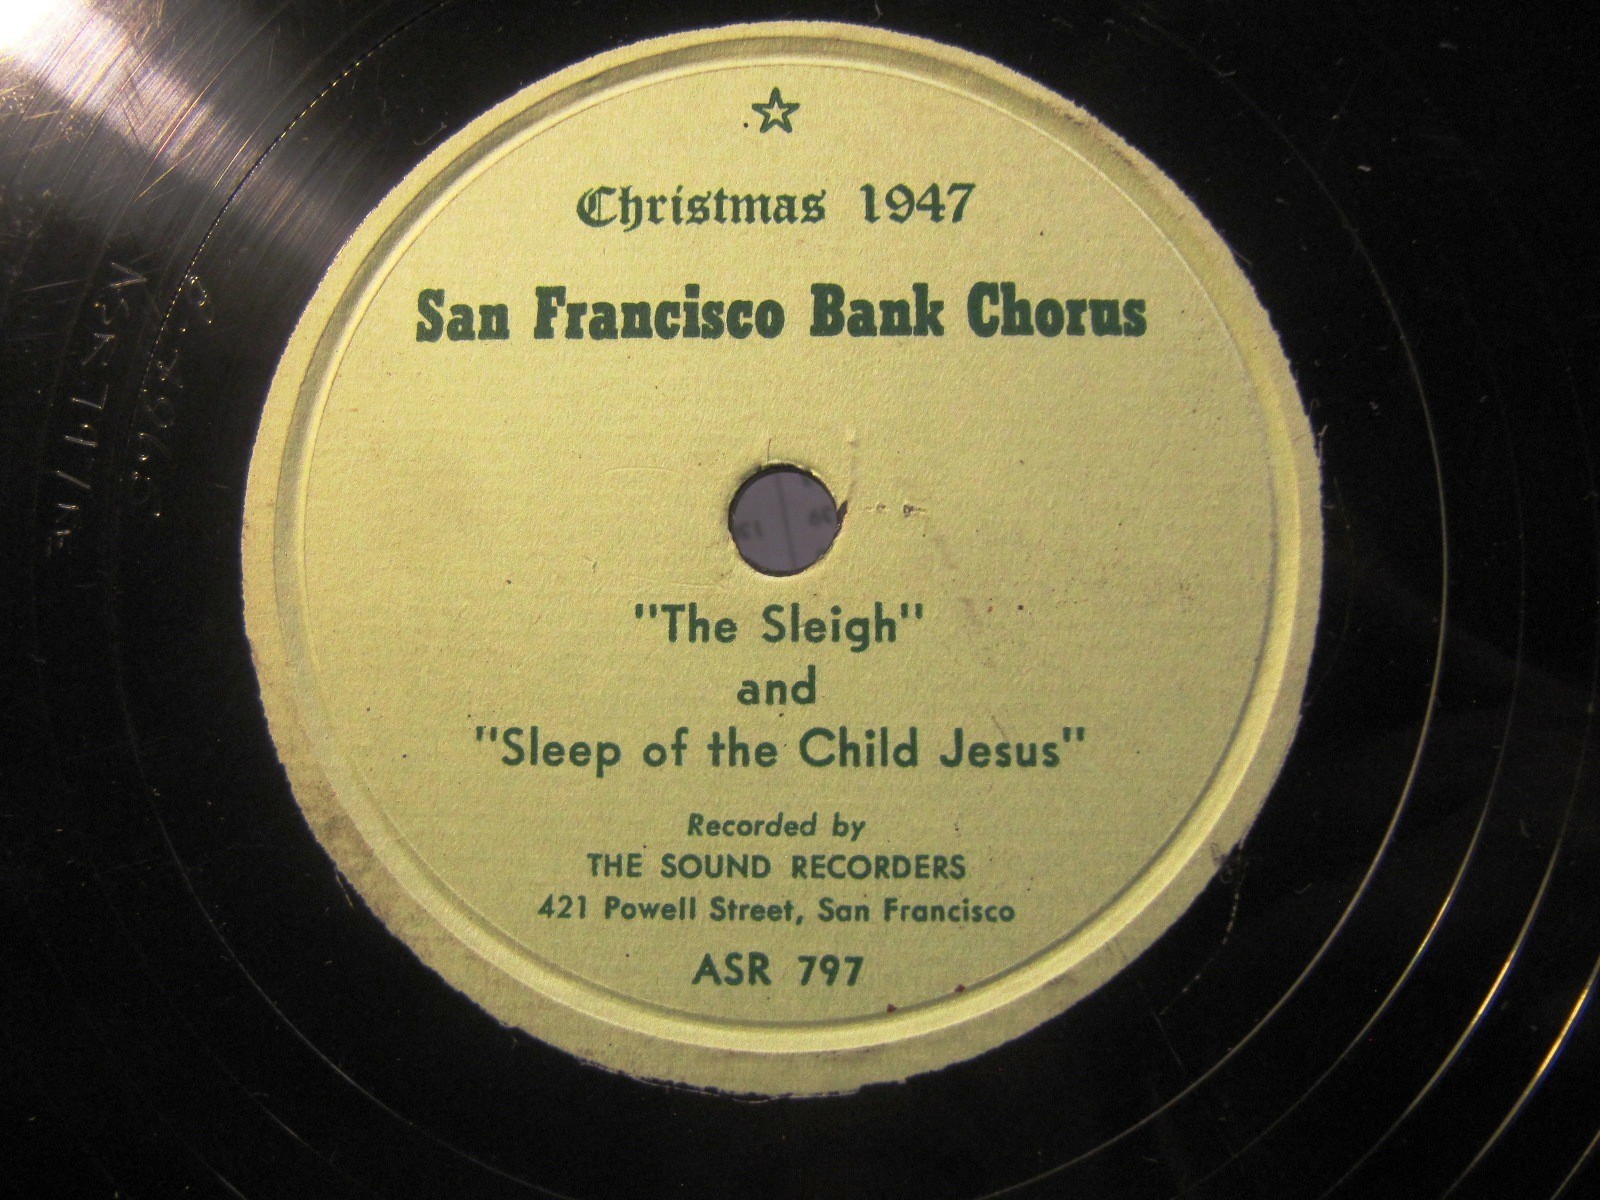 Christmas 1947
San Francisco Bank Chorus
"The Sleigh"
and
"Sleep of the Child Jesus"
Recorded by
THE SOUND RECORDERS
421 Powell Street, San Francisco
ASR 797